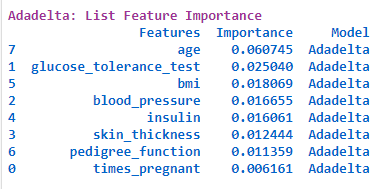 Adadelta: List Feature Importance
Features Importance Model
7 age 0.060745 Adadelta
1 glucose_tolerance_test 0.025040 Adadelta
5 bmi 0.018069 Adadelta
2 blood_pressure 0.016655 Adadelta
4 insulin 0.016061 Adadelta
3 skin_thickness 0.012444 Adadelta
6 pedigree_function 0.011359 Adadelta
0 times_pregnant 0.006161 Adadelta